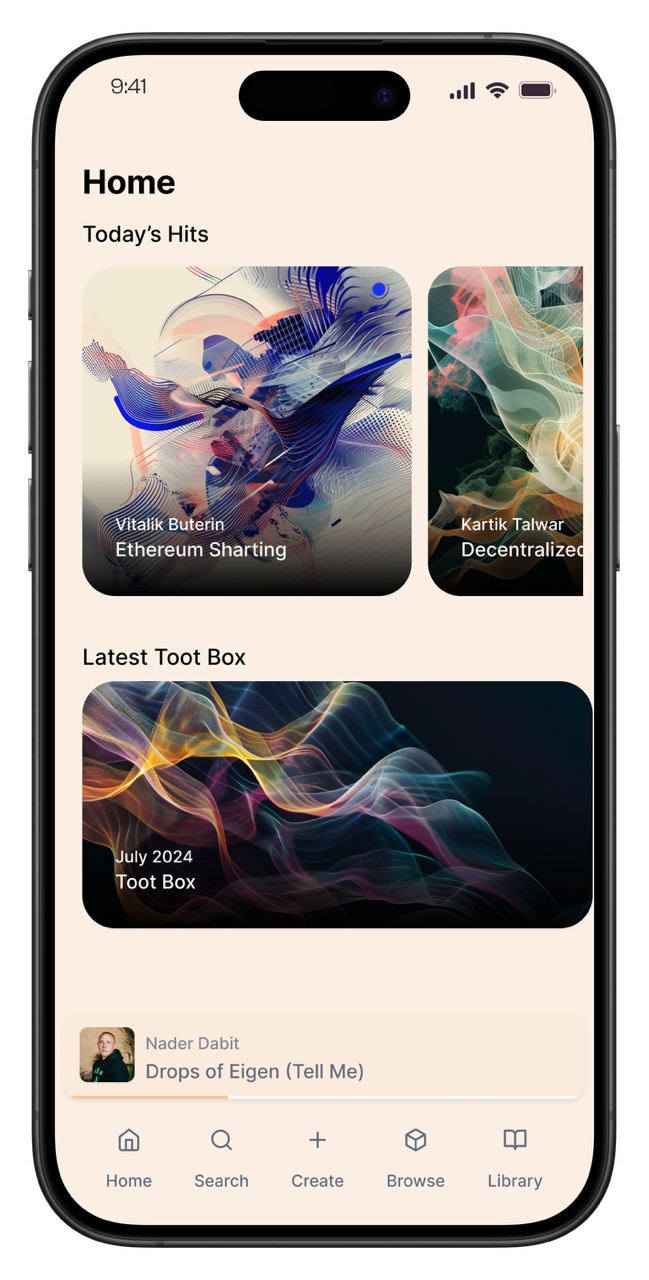 9:41
Home
Today’s Hits
Vitalik Buterin
Ethereum Sharting
Kartik Talwar
Decentralized
Latest Toot Box
July 2024
Toot Box
Nader Dabit
Drops of Eigen (Tell Me)
Home Search Create Browse Library